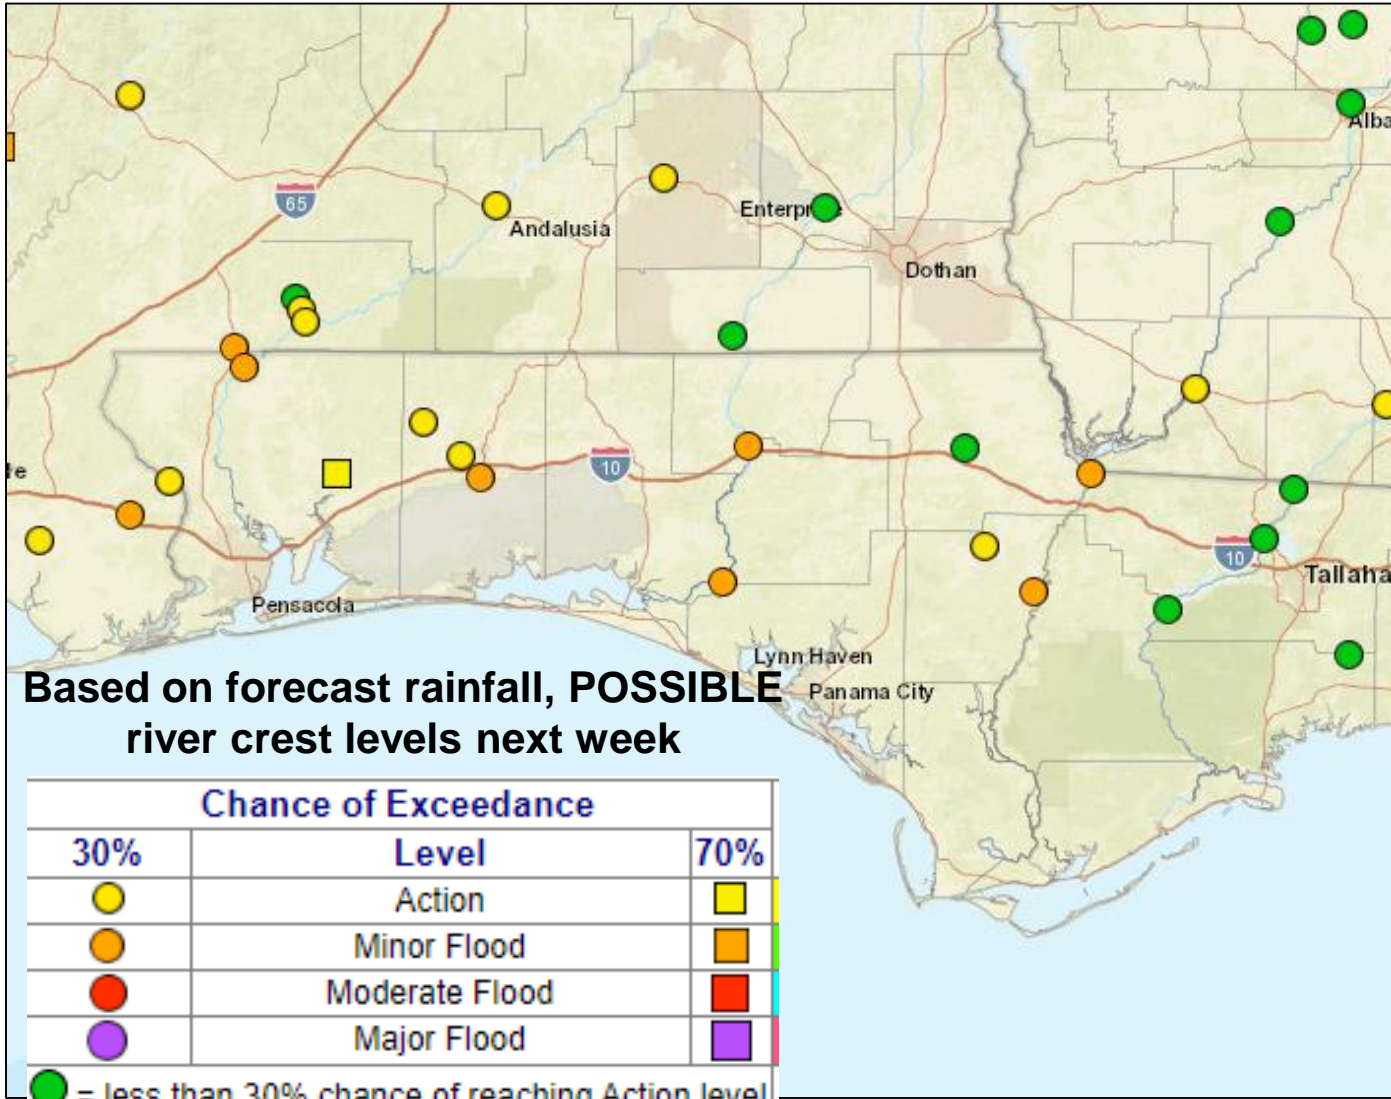 Alba
65
Enterpr e
Andalusia
Dothan
le
10
10
Tallaha
Pensacola
Lynn Haven
Panama City
Based on forecast rainfall, POSSIBLE
river crest levels next week
Chance of Exceedance
30% Level 70%
Action
Minor Flood
Moderate Flood
Major Flood
= less than 30% chance of reaching Action level